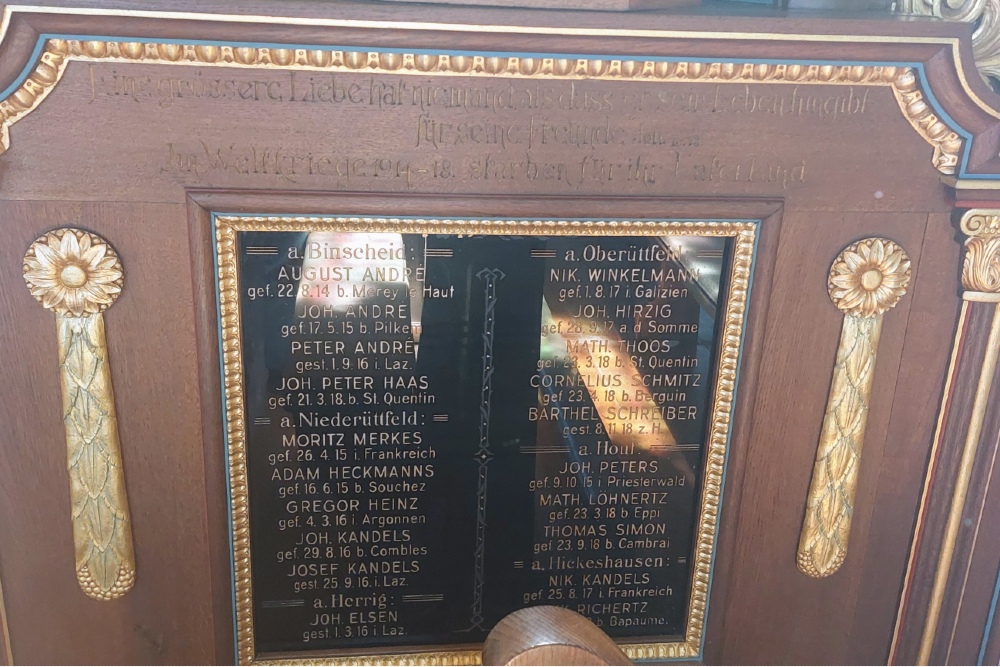 Eine grössere Liebe hat niemand als dass er sein Leben hingibt
für seine Freunde
Im Weltkriege 1914-18 starben für ihr Vaterland
a. Binscheid:
AUGUST ANDRÉ
gef. 22.8.14 b. Mercy le Haut
JOH. ANDRÉ
gef. 17.5.15 b. Pilkem
PETER ANDRÉ
gest. 1.9.16 i. Laz.
JOH. PETER HAAS
gef. 21.3.18. b. St. Quentin
a. Niederüttfeld:
MORITZ MERKES
gef. 26.4.15 i. Frankreich
ADAM HECKMANNS
gef. 16.6.15 b. Souchez
GREGOR HEINZ
gef. 4.3.16 i. Argonnen
JOH. KANDELS
gef. 29.8.16 b. Combles
JOSEF KANDELS
gest. 25.9.16. i. Laz.
a. Herrig:
JOH. ELSEN
gest. 1.3.16 i. Laz.
a. Oberüttfeld:
NIK. WINKELMANN
gef. 1.8.17 i. Galizien
JOH. HIRZIG
gef. 28.9.17 a. d. Somme
MATH. THOOS
gef. 23.3.18 b. St. Quentin
CORNELIUS SCHMITZ
gef. 23.4.18 b. Berguin
BARTHEL SCHREIBER
gest. 8.11.18 z. H.
a. Houf:
JOH. PETERS
gef. 9.10.15 i. Priesterwald
MATH. LÖHNERTZ
gef. 23.3.18 b. Eppi
THOMAS SIMON
gef. 23.9.18 b. Cambrai
a. Hickeshausen:
NIK. KANDELS
gef. 25.8.17 i. Frankreich
RICHERTZ
b. Bapaume.